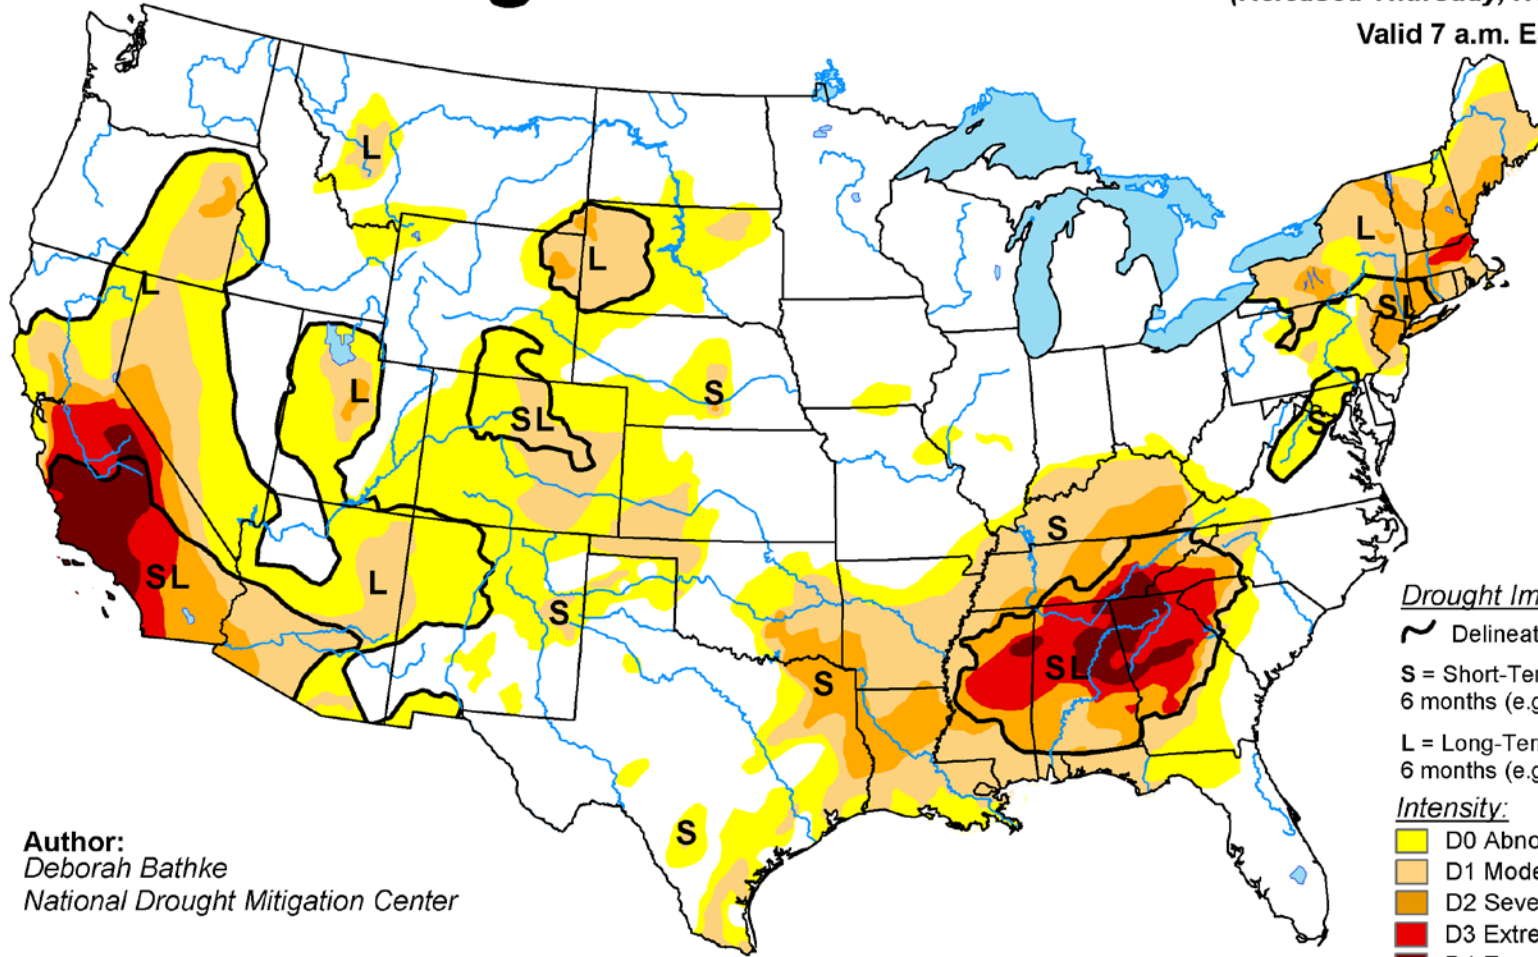 Valid 7 a.m. E
L
L
L
L
L
S
SL
SL
S
S
SL
L
S
SL
S
S
Author:
Deborah Bathke
National Drought Mitigation Center
Drought Im
Delineat
S = Short-Ter
6 months (e.g
L = Long-Ter
6 months (e.g
Intensity:
D0 Abno
D1 Mode
D2 Seve
D3 Extre